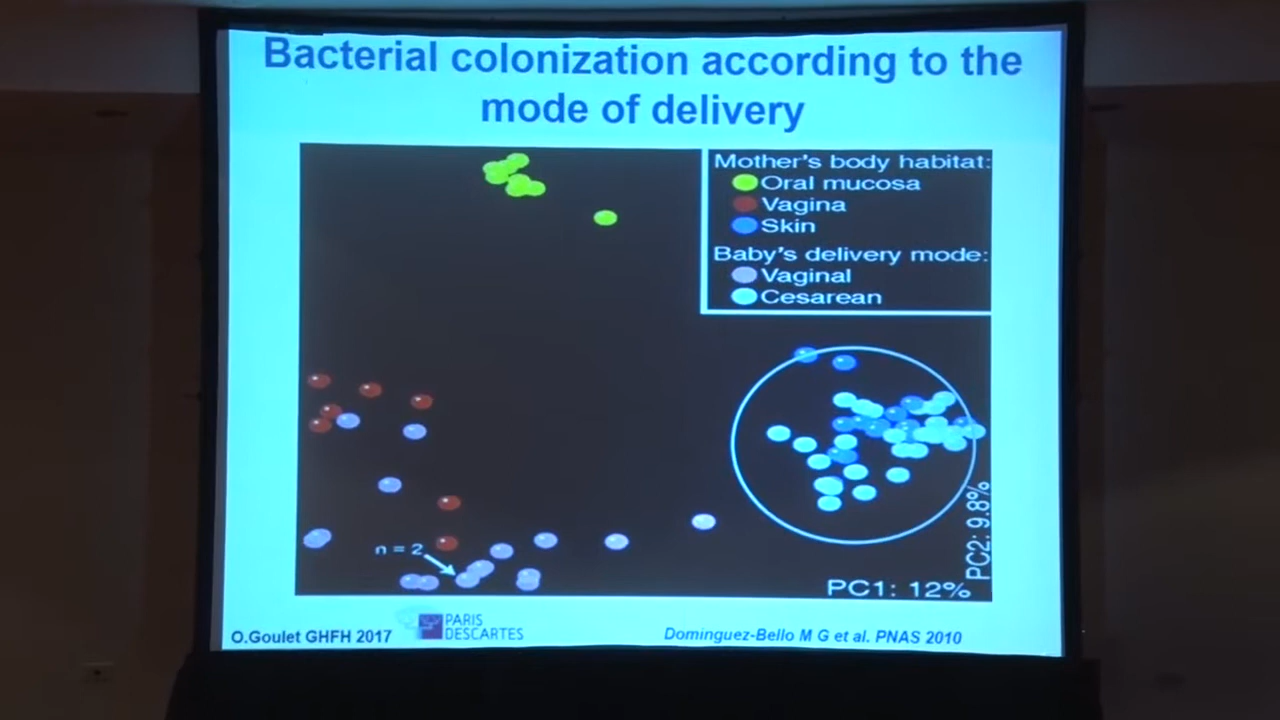 Bacterial colonization according to the
mode of delivery
Mother's body habitat:
Oral mucosa
Vagina
Skin
Baby's delivery mode:
Vaginal
Cesarean
n = 2
PC2: 9.8%
PC1: 12%
O.Goulet GHFH 2017
PARIS
DESCARTES
Dominguez-Bello M G et al. PNAS 2010